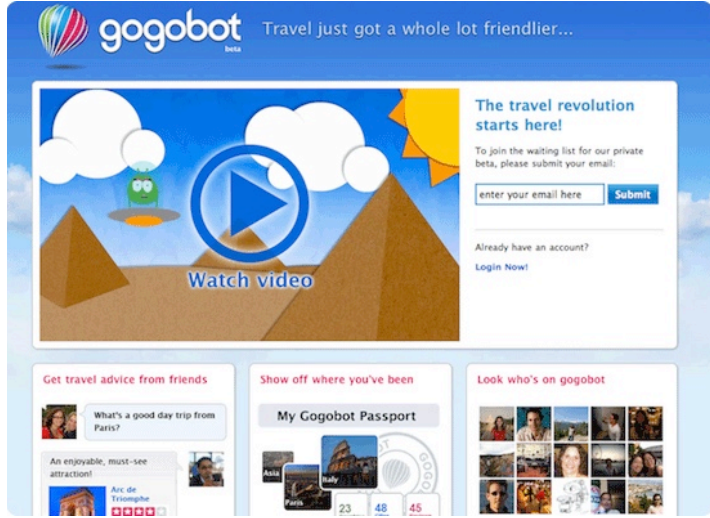 gogobot
beta
Travel just got a whole lot friendlier...
Watch video
The travel revolution
starts here!
To join the waiting list for our private
beta, please submit your email:
enter your email here
Submit
Already have an account?
Login Now!
Get travel advice from friends
What's a good day trip from
Paris?
An enjoyable, must-see
attraction!
Arc de
Triomphe
Show off where you've been
My Gogobot Passport
Asia
Paris
Italy
23
48
45
Look who's on gogobot